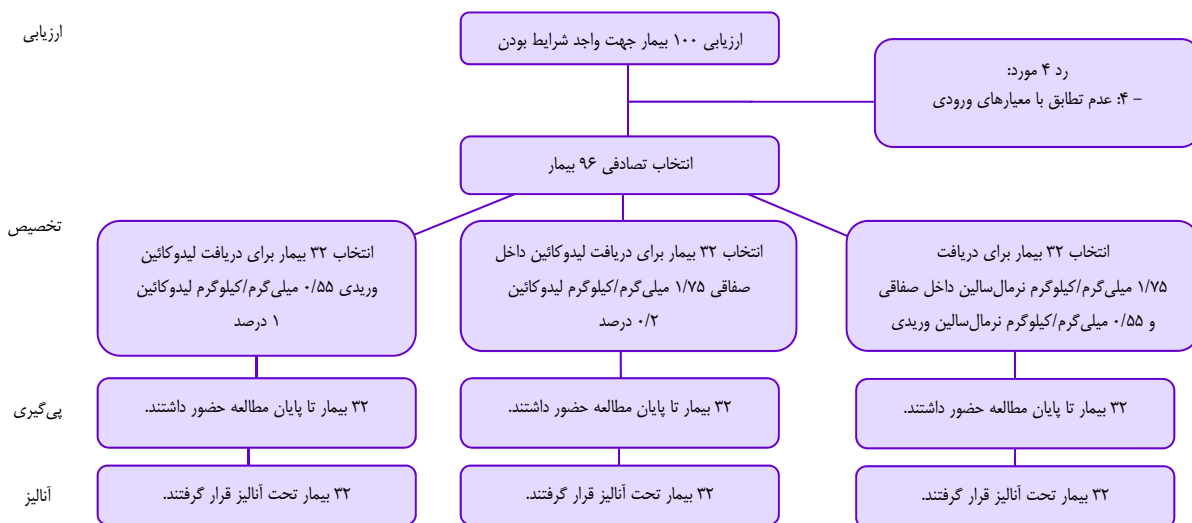 ارزیابی
ارزیابی ۱۰۰ بیمار جهت واجد شرایط بودن
رد ۴ مورد:
– ۴: عدم تطابق با معیارهای ورودی
انتخاب تصادفی ۹۶ بیمار
تخصیص
انتخاب ۳۲ بیمار برای دریافت
۱/۷۵ میلی‌گرم/کیلوگرم نرمال‌سالین داخل صفاقی
و ۰/۵۵ میلی‌گرم/کیلوگرم نرمال‌سالین وریدی
انتخاب ۳۲ بیمار برای دریافت لیدوکائین داخل
صفاقی ۱/۷۵ میلی‌گرم/کیلوگرم لیدوکائین
۰/۲ درصد
انتخاب ۳۲ بیمار برای دریافت لیدوکائین
وریدی ۰/۵۵ میلی‌گرم/کیلوگرم لیدوکائین
۱ درصد
پی‌گیری
۳۲ بیمار تا پایان مطالعه حضور داشتند.
۳۲ بیمار تا پایان مطالعه حضور داشتند.
۳۲ بیمار تا پایان مطالعه حضور داشتند.
آنالیز
۳۲ بیمار تحت آنالیز قرار گرفتند.
۳۲ بیمار تحت آنالیز قرار گرفتند.
۳۲ بیمار تحت آنالیز قرار گرفتند.